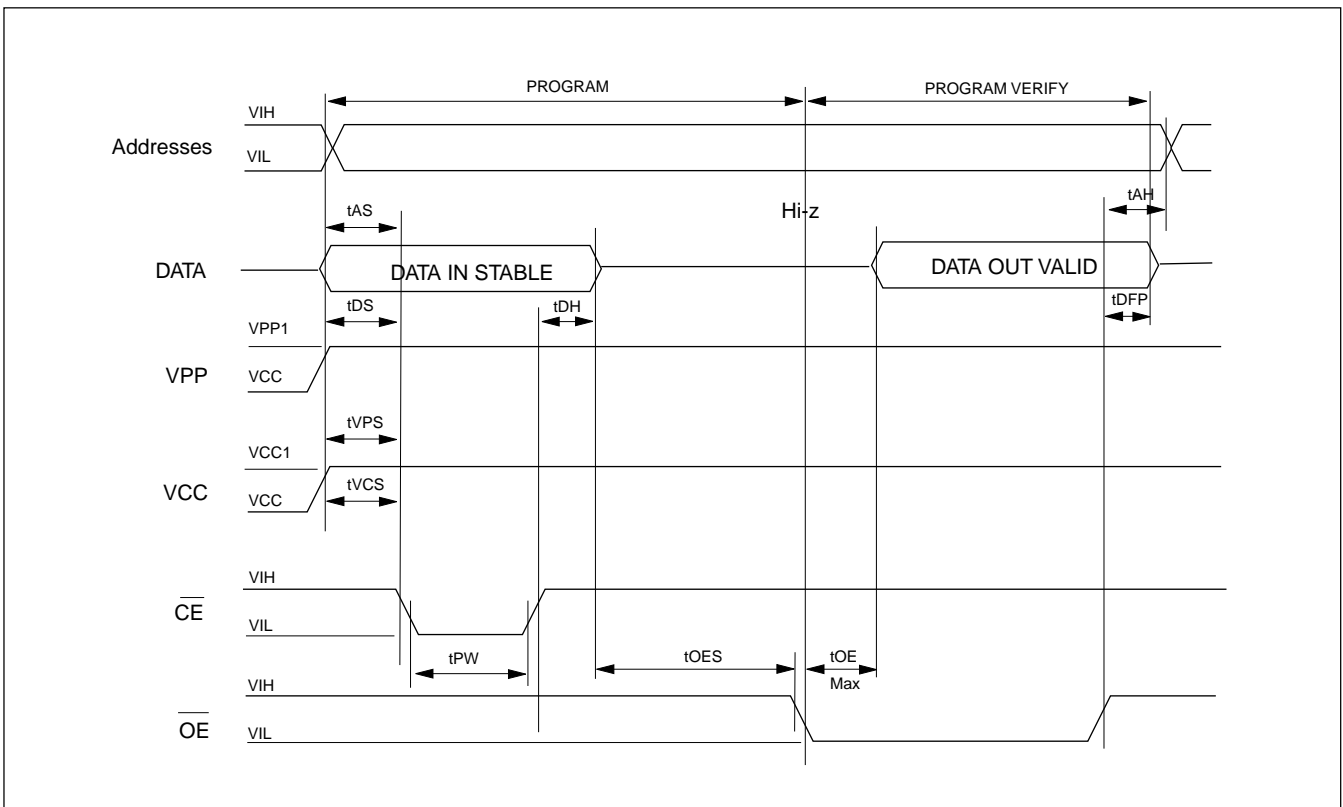 PROGRAM
PROGRAM VERIFY
VIH
Addresses
VIL
tAS
Hi-z
tAH
DATA
DATA IN STABLE
DATA OUT VALID
tDS
tDH
tDFP
VPP1
VPP
VCC
tVPS
VCC1
VCC
tVCS
VCC
VIH
CE
VIL
tPW
tOES
tOE
Max
VIH
OE
VIL